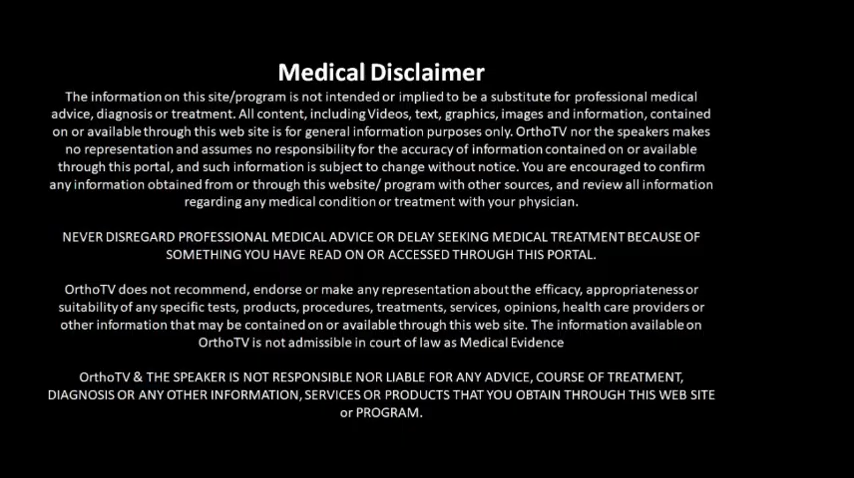 Medical Disclaimer
The information on this site/program is not intended or implied to be a substitute for professional medical
advice, diagnosis or treatment. All content, including Videos, text, graphics, images and information, contained
on or available through this web site is for general information purposes only. OrthoTV nor the speakers makes
no representation and assumes no responsibility for the accuracy of information contained on or available
through this portal, and such information is subject to change without notice. You are encouraged to confirm
any information obtained from or through this website/ program with other sources, and review all information
regarding any medical condition or treatment with your physician.
NEVER DISREGARD PROFESSIONAL MEDICAL ADVICE OR DELAY SEEKING MEDICAL TREATMENT BECAUSE OF
SOMETHING YOU HAVE READ ON OR ACCESSED THROUGH THIS PORTAL.
OrthoTV does not recommend, endorse or make any representation about the efficacy, appropriateness or
suitability of any specific tests, products, procedures, treatments, services, opinions, health care providers or
other information that may be contained on or available through this web site. The information available on
OrthoTV is not admissible in court of law as Medical Evidence
OrthoTV & THE SPEAKER IS NOT RESPONSIBLE NOR LIABLE FOR ANY ADVICE, COURSE OF TREATMENT,
DIAGNOSIS OR ANY OTHER INFORMATION, SERVICES OR PRODUCTS THAT YOU OBTAIN THROUGH THIS WEB SITE
or PROGRAM.